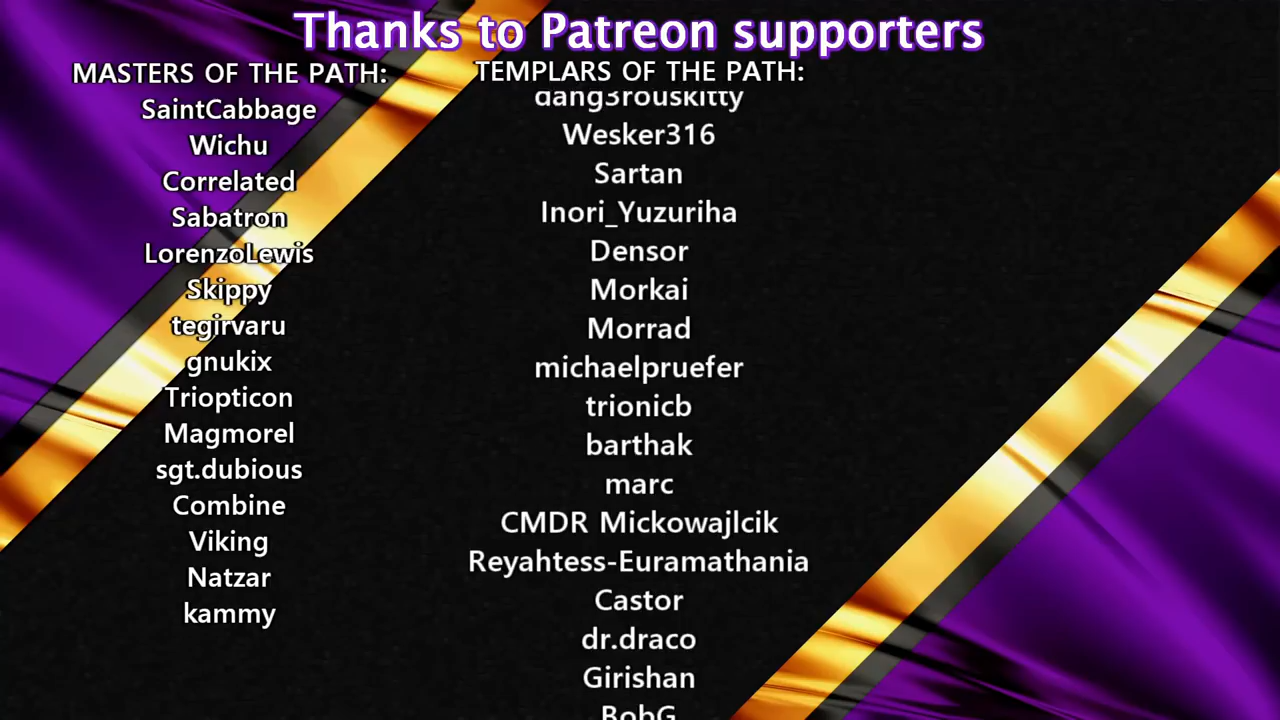 Thanks to Patreon supporters
MASTERS OF THE PATH:
SaintCabbage
Wichu
Correlated
Sabatron
LorenzoLewis
Skippy
tegirvaru
gnukix
Triopticon
Magmorel
sgt.dubious
Combine
Viking
Natzar
kammy
TEMPLARS OF THE PATH:
dang3rouskitty
Wesker316
Sartan
Inori_Yuzuriha
Densor
Morkai
Morrad
michaelpruefer
trionicb
barthak
marc
CMDR Mickowajlcik
Reyahtess-Euramathania
Castor
dr.draco
Girishan
BobG